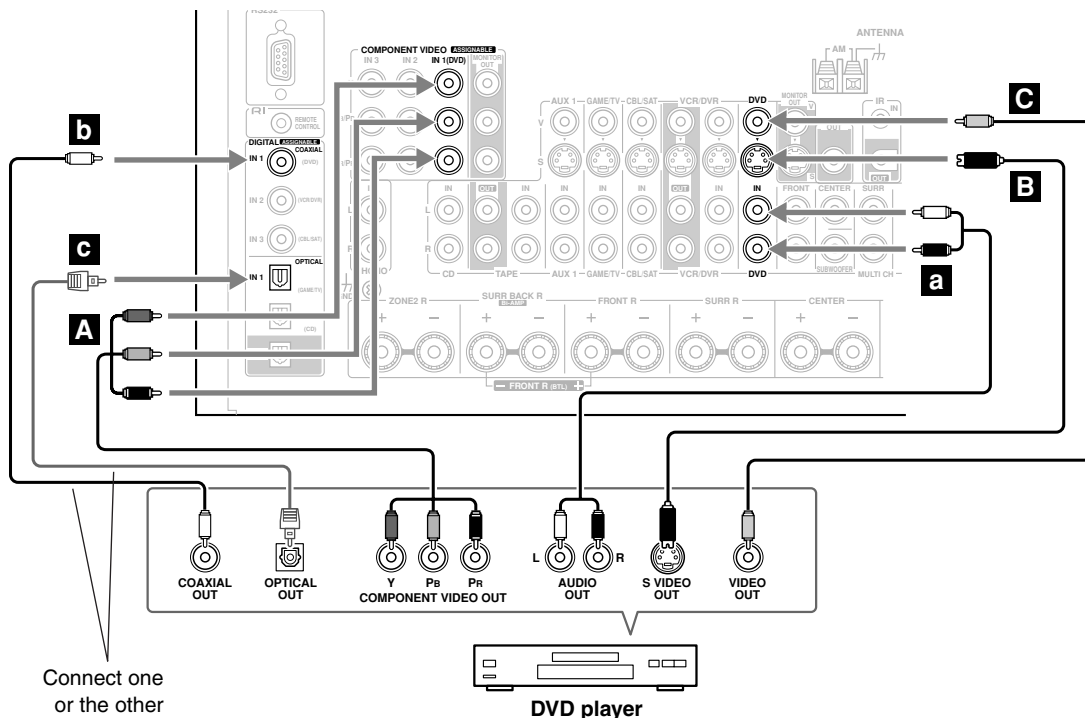 RS232
ANTENNA
AM
COMPONENT VIDEO ASSIGNABLE
IN 3 IN 2 IN 1(DVD) MONITOR OUT
RI REMOTE CONTROL
AUX 1 GAME/TV CBL/SAT VCR/DVR DVD
MONITOR OUT V
IR IN
OUT
C
b
DIGITAL ASSIGNABLE
COAXIAL
IN 1 (DVD)
V
S
S
OUT
B
IN 2 (VCR/DVR)
IN OUT IN IN IN IN OUT IN IN
FRONT CENTER SURR
L
R
IN 3 (CBL/SAT)
c
OPTICAL
IN 1 (GAME/TV)
CD TAPE AUX 1 GAME/TV CBL/SAT VCR/DVR DVD
SUBWOOFER MULTI CH
a
GND
A
(CD)
ZONE2 R SURR BACK R BI-AMP FRONT R SURR R CENTER
+ − + − + − + − + −
− FRONT R (BTL) +
L R
COAXIAL OUT
OPTICAL OUT
Y PB PR
COMPONENT VIDEO OUT
AUDIO OUT
S VIDEO OUT
VIDEO OUT
Connect one
or the other
DVD player